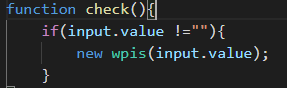 function check(){
if(input.value !=""){
new wpis(input.value);
}